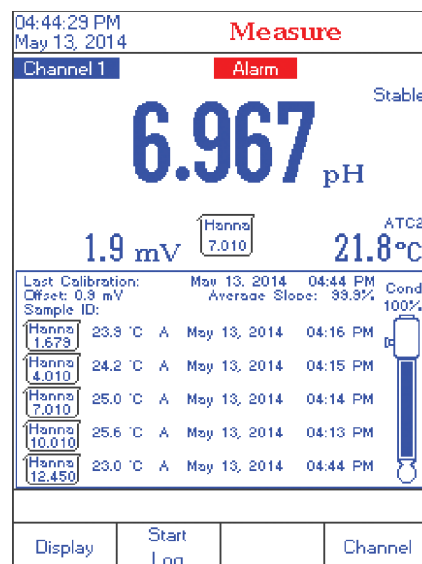 04:44:29 PM
May 13, 2014
Measure
Channel 1
Alarm
Stable
6.967 pH
1.9 mV
Hanna
7.010
ATC2
21.8°C
Last Calibration: May 13, 2014 04:44 PM
Offset: 0.9 mV Average Slope: 99.9%
Sample ID:
Cond
100%
Hanna
1.679
23.9 °C A May 13, 2014 04:16 PM
Hanna
4.010
24.2 °C A May 13, 2014 04:15 PM
Hanna
7.010
25.0 °C A May 13, 2014 04:14 PM
Hanna
10.010
25.6 °C A May 13, 2014 04:13 PM
Hanna
12.450
23.0 °C A May 13, 2014 04:44 PM
Display
Start
Log
Channel